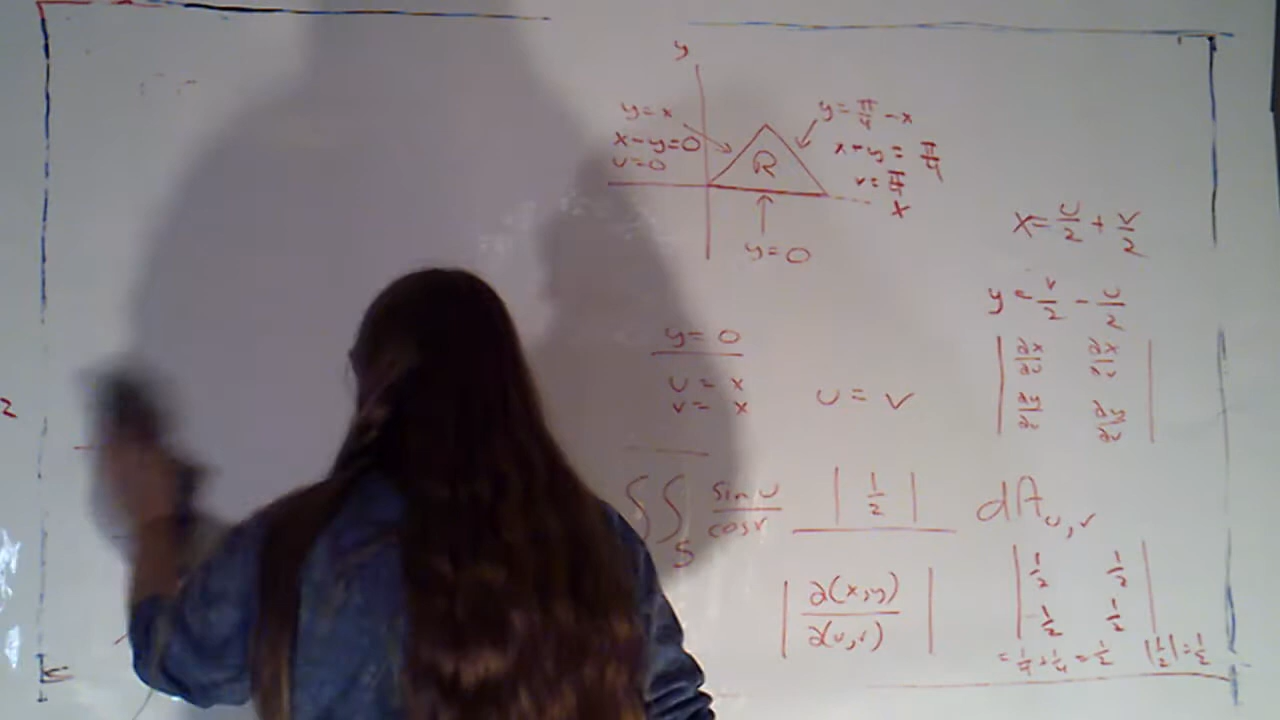 y
y=x
x-y=0
u=0
R
y=π/4 -x
x+y=π/4
v=π/4
x
y=0
x=u/2 + v/2
y=v/2 - u/2
y=0
u= x
v= x
u=v
|∂x/∂u ∂x/∂v|
|∂y/∂u ∂y/∂v|
2
∬S sin u/cos v |1/2| dA u,v
|∂(x,y)/∂(u,v)|
|1/2 1/2|
|-1/2 1/2|
=1/4+1/4=1/2 |1/2|=1/2